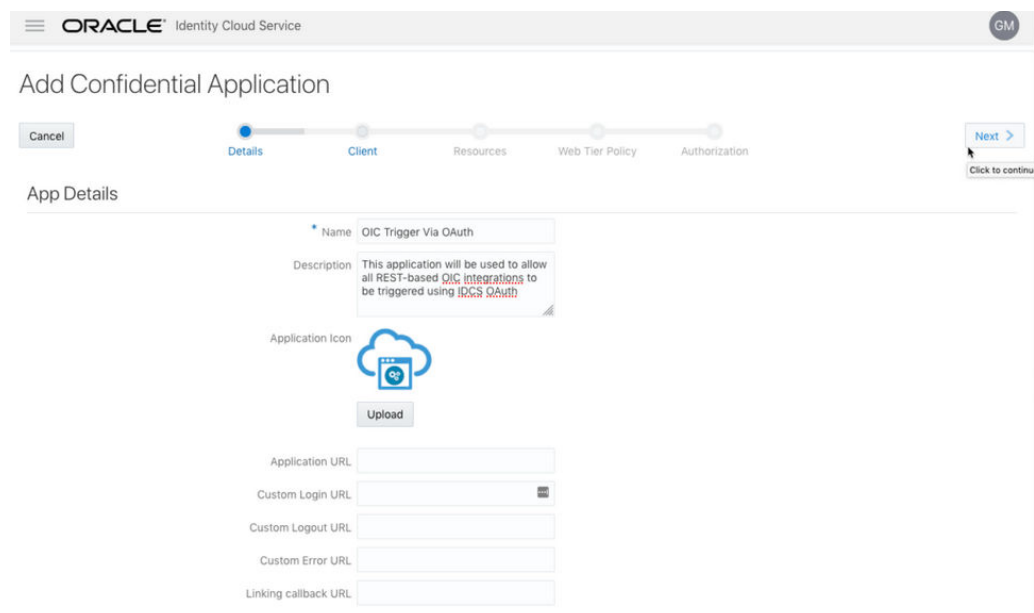 ORACLE® Identity Cloud Service
GM
Add Confidential Application
Cancel
Details
Client
Resources
Web Tier Policy
Authorization
Next >
Click to continu
App Details
* Name OIC Trigger Via OAuth
Description This application will be used to allow
all REST-based OIC integrations to
be triggered using IDCS OAuth
Application Icon
Upload
Application URL
Custom Login URL
Custom Logout URL
Custom Error URL
Linking callback URL